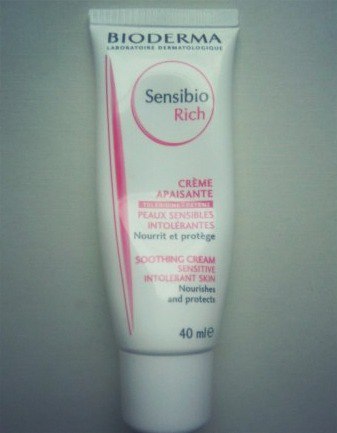 BIODERMA
LABORATOIRE DERMATOLOGIQUE
Sensibio
Rich
CRÈME
APAISANTE
PEAUX SENSIBLES
INTOLÉRANTES
Nourrit et protège
SOOTHING CREAM
SENSITIVE
INTOLERANT SKIN
Nourishes
and protects
40 ml℮